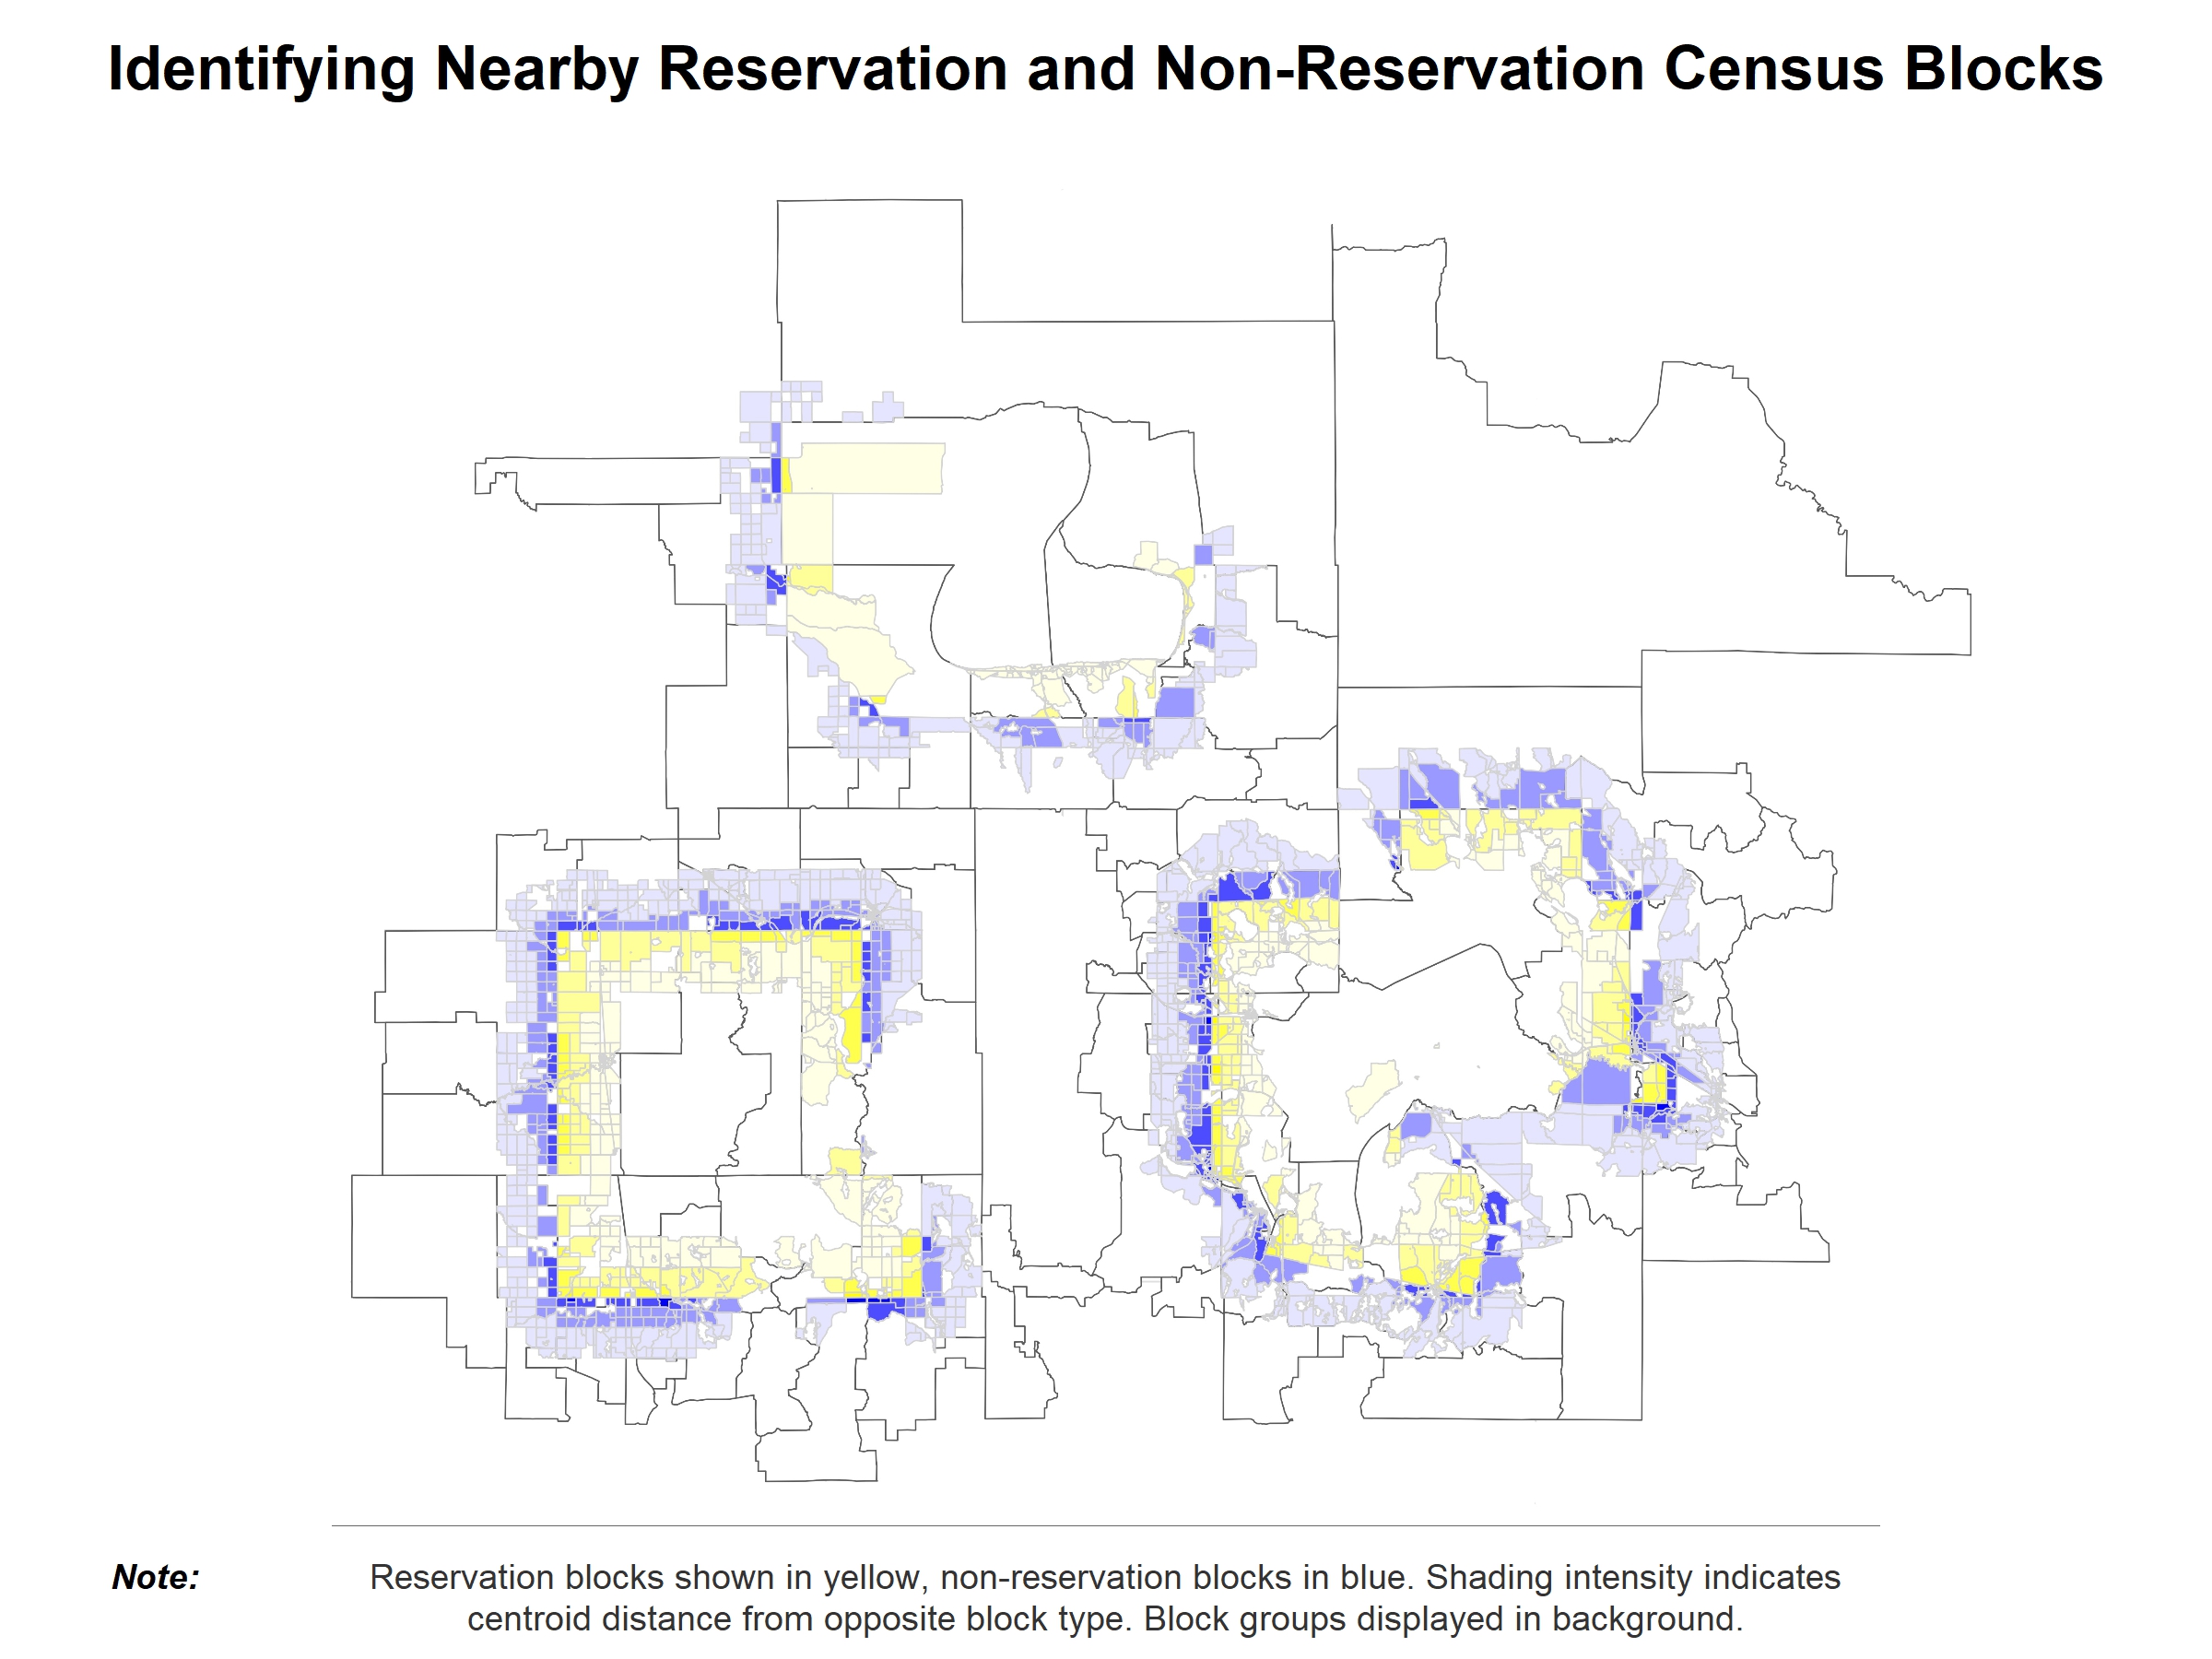 Identifying Nearby Reservation and Non-Reservation Census Blocks
Note:
Reservation blocks shown in yellow, non-reservation blocks in blue. Shading intensity indicates
centroid distance from opposite block type. Block groups displayed in background.